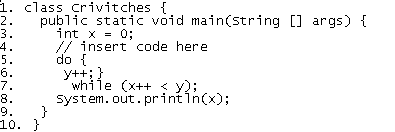 1. class Crivitches {
2.   public static void main(String [] args) {
3.     int x = 0;
4.     // insert code here
5.     do {
6.      y++;}
7.       while (x++ < y);
8.     System.out.println(x);
9.   }
10. }